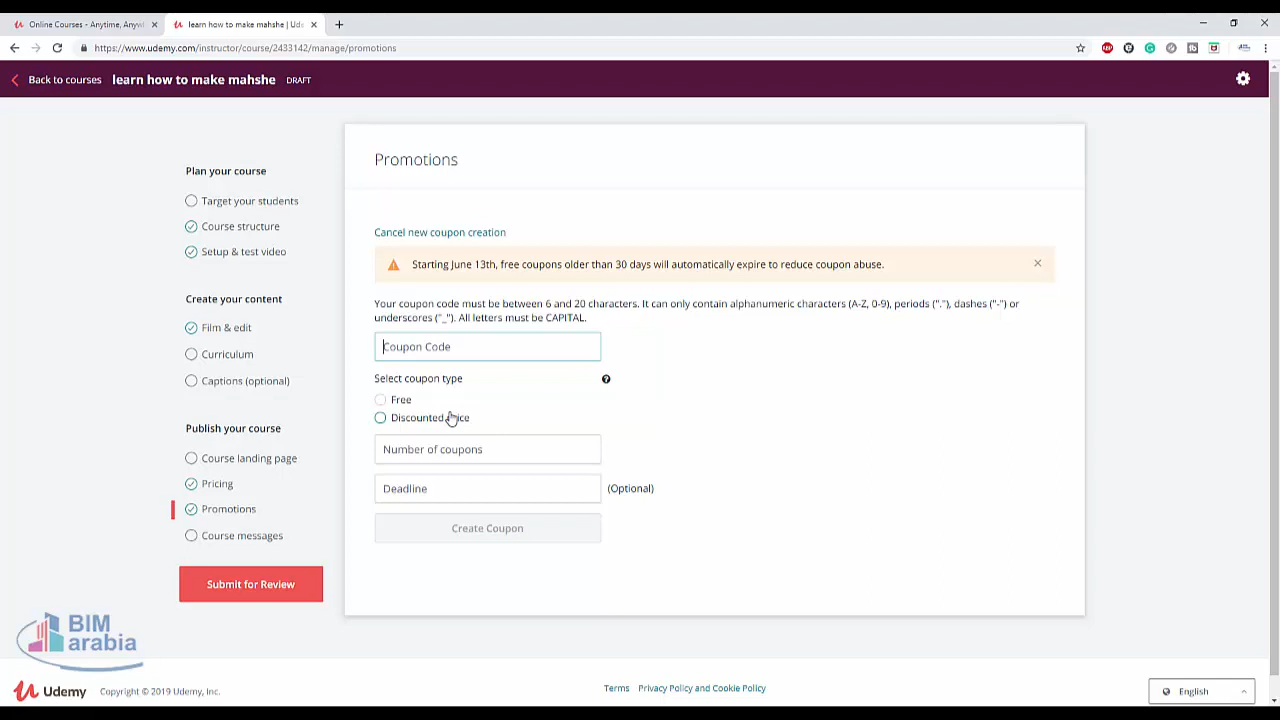 Online Courses - Anytime, Anyw
learn how to make mahshe | Ude
https://www.udemy.com/instructor/course/2433142/manage/promotions
Back to courses
learn how to make mahshe
DRAFT
Plan your course
Target your students
Course structure
Setup & test video
Create your content
Film & edit
Curriculum
Captions (optional)
Publish your course
Course landing page
Pricing
Promotions
Course messages
Submit for Review
Promotions
Cancel new coupon creation
Starting June 13th, free coupons older than 30 days will automatically expire to reduce coupon abuse.
Your coupon code must be between 6 and 20 characters. It can only contain alphanumeric characters (A-Z, 0-9), periods ("."), dashes ("-") or
underscores ("_"). All letters must be CAPITAL.
Coupon Code
Select coupon type
Free
Discounted price
Number of coupons
Deadline
(Optional)
Create Coupon
BIM
arabia
Udemy
Copyright © 2019 Udemy, Inc.
Terms
Privacy Policy and Cookie Policy
English